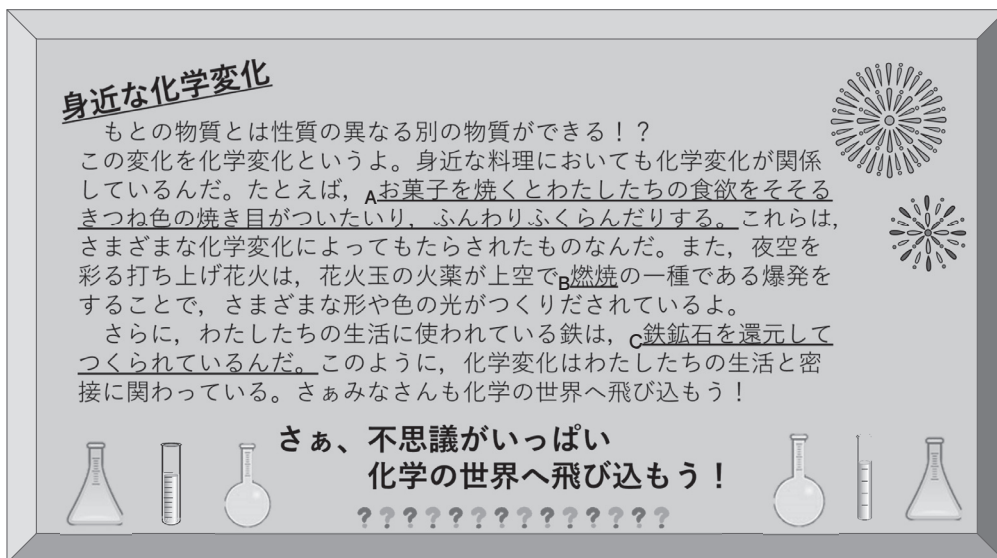 身近な化学変化
もとの物質とは性質の異なる別の物質ができる！？
この変化を化学変化というよ。身近な料理においても化学変化が関係
しているんだ。たとえば，Aお菓子を焼くとわたしたちの食欲をそそる
きつね色の焼き目がついたいり，ふんわりふくらんだりする。これらは，
さまざまな化学変化によってもたらされたものなんだ。また，夜空を
彩る打ち上げ花火は，花火玉の火薬が上空でB燃焼の一種である爆発を
することで，さまざまな形や色の光がつくりだされているよ。
さらに，わたしたちの生活に使われている鉄は，C鉄鉱石を還元して
つくられているんだ。このように，化学変化はわたしたちの生活と密
接に関わっている。さぁみなさんも化学の世界へ飛び込もう！
さぁ、不思議がいっぱい
化学の世界へ飛び込もう！
? ? ? ? ? ? ? ? ? ? ? ? ? ?